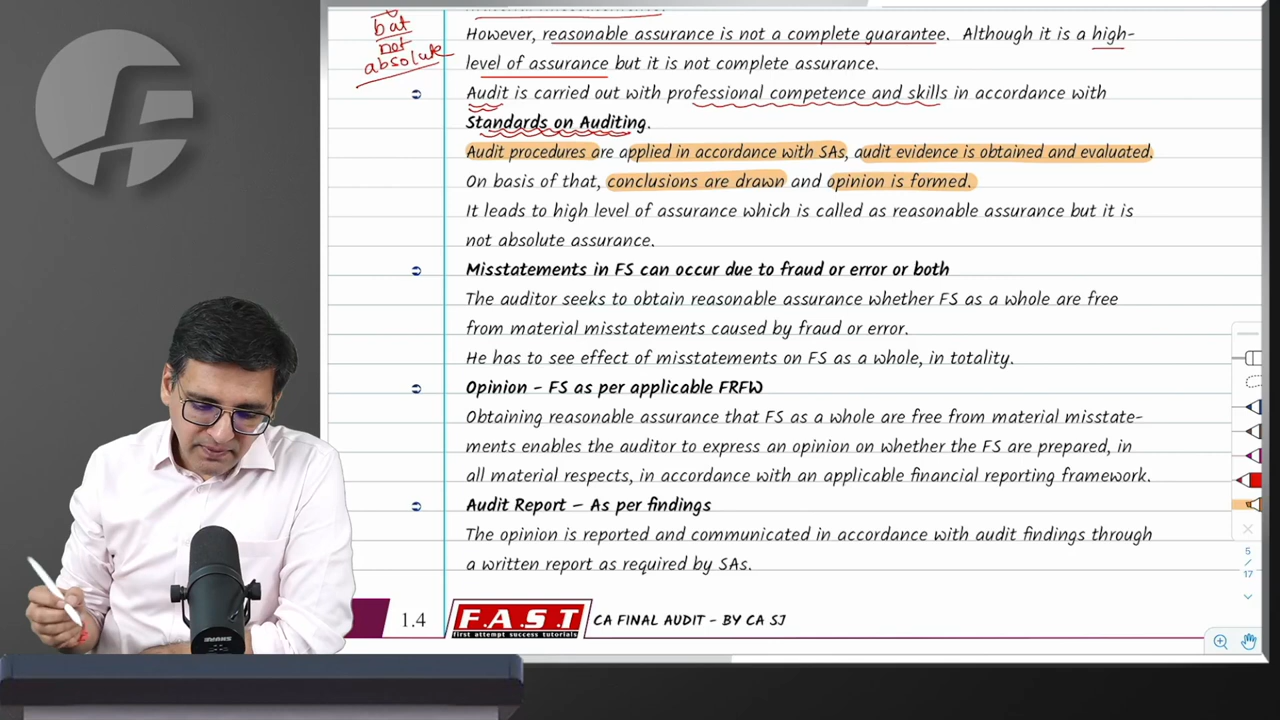 bat
not
absolute
However, reasonable assurance is not a complete guarantee. Although it is a high-
level of assurance but it is not complete assurance.
Audit is carried out with professional competence and skills in accordance with
Standards on Auditing.
Audit procedures are applied in accordance with SAs, audit evidence is obtained and evaluated.
On basis of that, conclusions are drawn and opinion is formed.
It leads to high level of assurance which is called as reasonable assurance but it is
not absolute assurance.
Misstatements in FS can occur due to fraud or error or both
The auditor seeks to obtain reasonable assurance whether FS as a whole are free
from material misstatements caused by fraud or error.
He has to see effect of misstatements on FS as a whole, in totality.
Opinion - FS as per applicable FRFW
Obtaining reasonable assurance that FS as a whole are free from material misstate-
ments enables the auditor to express an opinion on whether the FS are prepared, in
all material respects, in accordance with an applicable financial reporting framework.
Audit Report – As per findings
The opinion is reported and communicated in accordance with audit findings through
a written report as required by SAs.
5
/
17
1.4
F.A.S.T
first attempt success tutorials
CA FINAL AUDIT - BY CA SJ